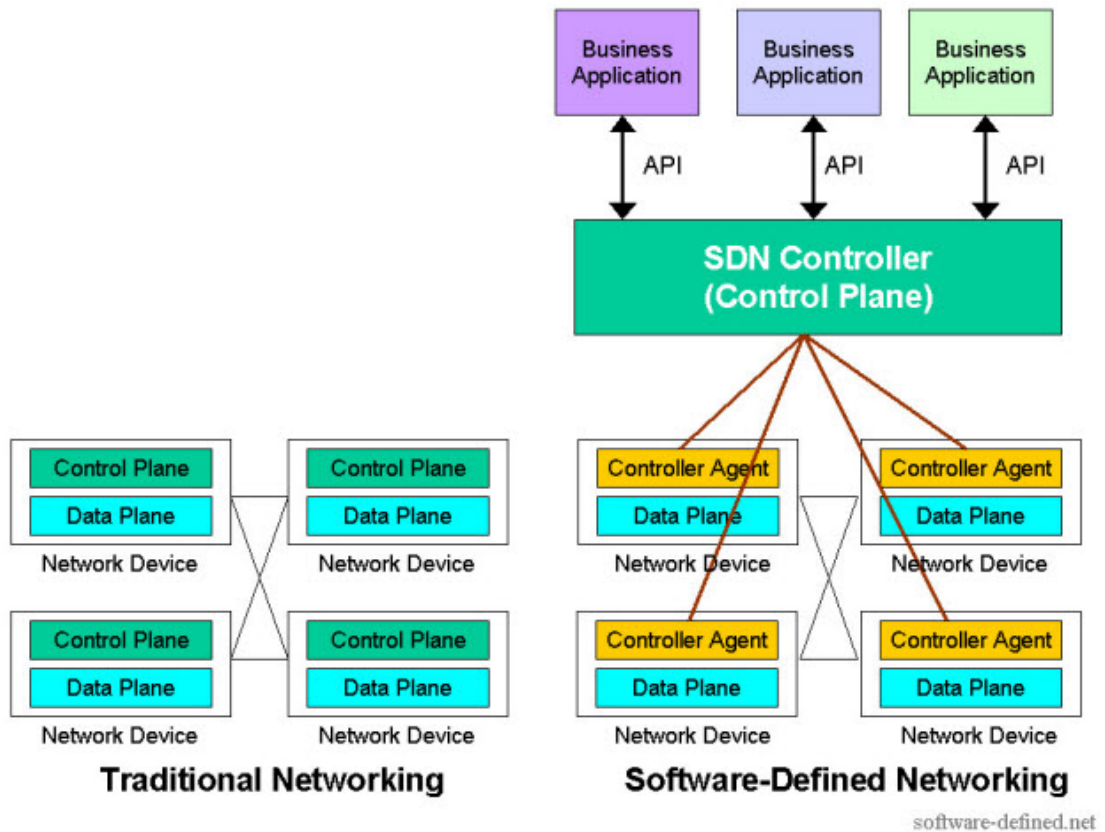 Business
Application
Business
Application
Business
Application
API
API
API
SDN Controller
(Control Plane)
Control Plane
Data Plane
Network Device
Control Plane
Data Plane
Network Device
Control Plane
Data Plane
Network Device
Control Plane
Data Plane
Network Device
Traditional Networking
Controller Agent
Data Plane
Network Device
Controller Agent
Data Plane
Network Device
Controller Agent
Data Plane
Network Device
Controller Agent
Data Plane
Network Device
Software-Defined Networking
software-defined.net